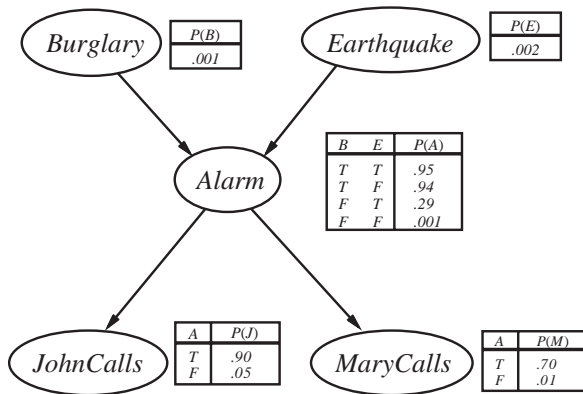 Burglary
P(B)
.001
Earthquake
P(E)
.002
Alarm
B E P(A)
T T .95
T F .94
F T .29
F F .001
JohnCalls
A P(J)
T .90
F .05
MaryCalls
A P(M)
T .70
F .01